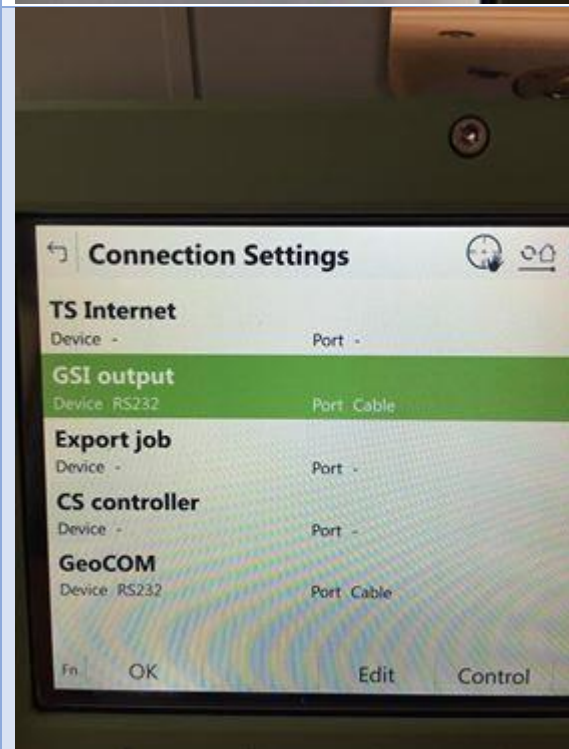 Connection Settings
TS Internet
Device - Port -
GSI output
Device RS232 Port Cable
Export job
Device - Port -
CS controller
Device - Port -
GeoCOM
Device RS232 Port Cable
Fn OK Edit Control